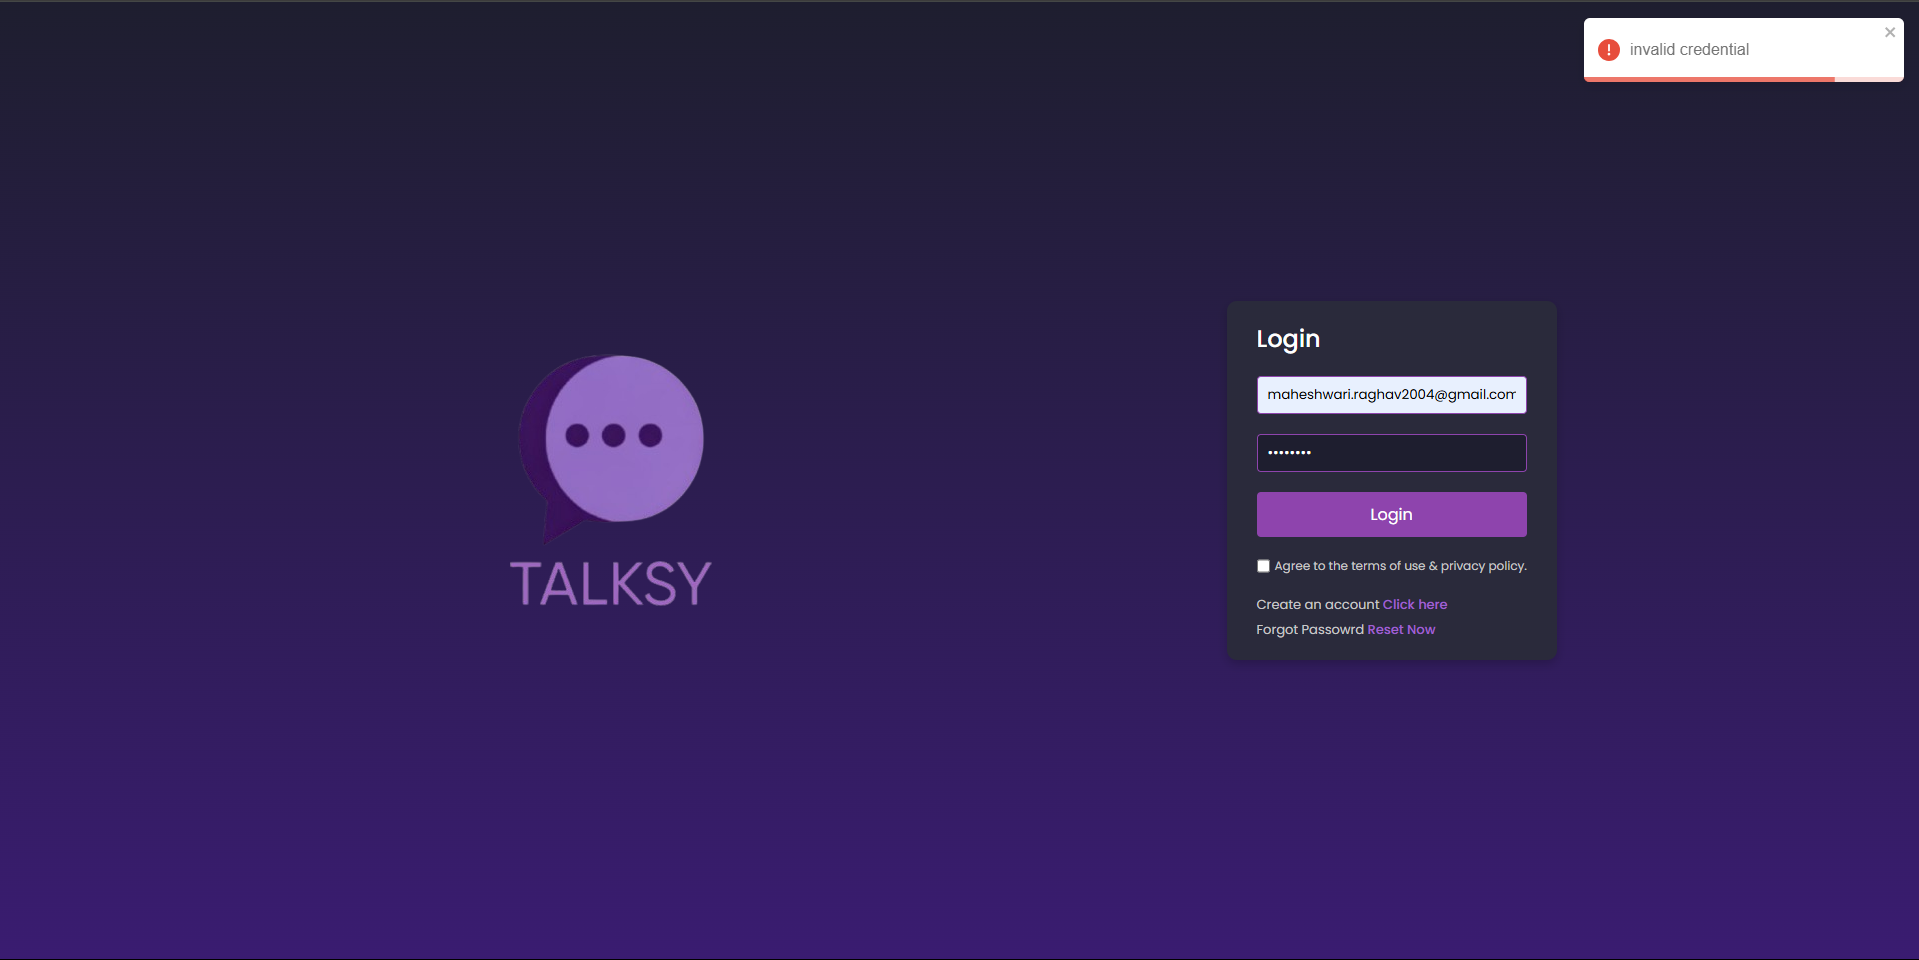 invalid credential
TALKSY
Login
maheshwari.raghav2004@gmail.com
••••••••
Login
Agree to the terms of use & privacy policy.
Create an account Click here
Forgot Passowrd Reset Now